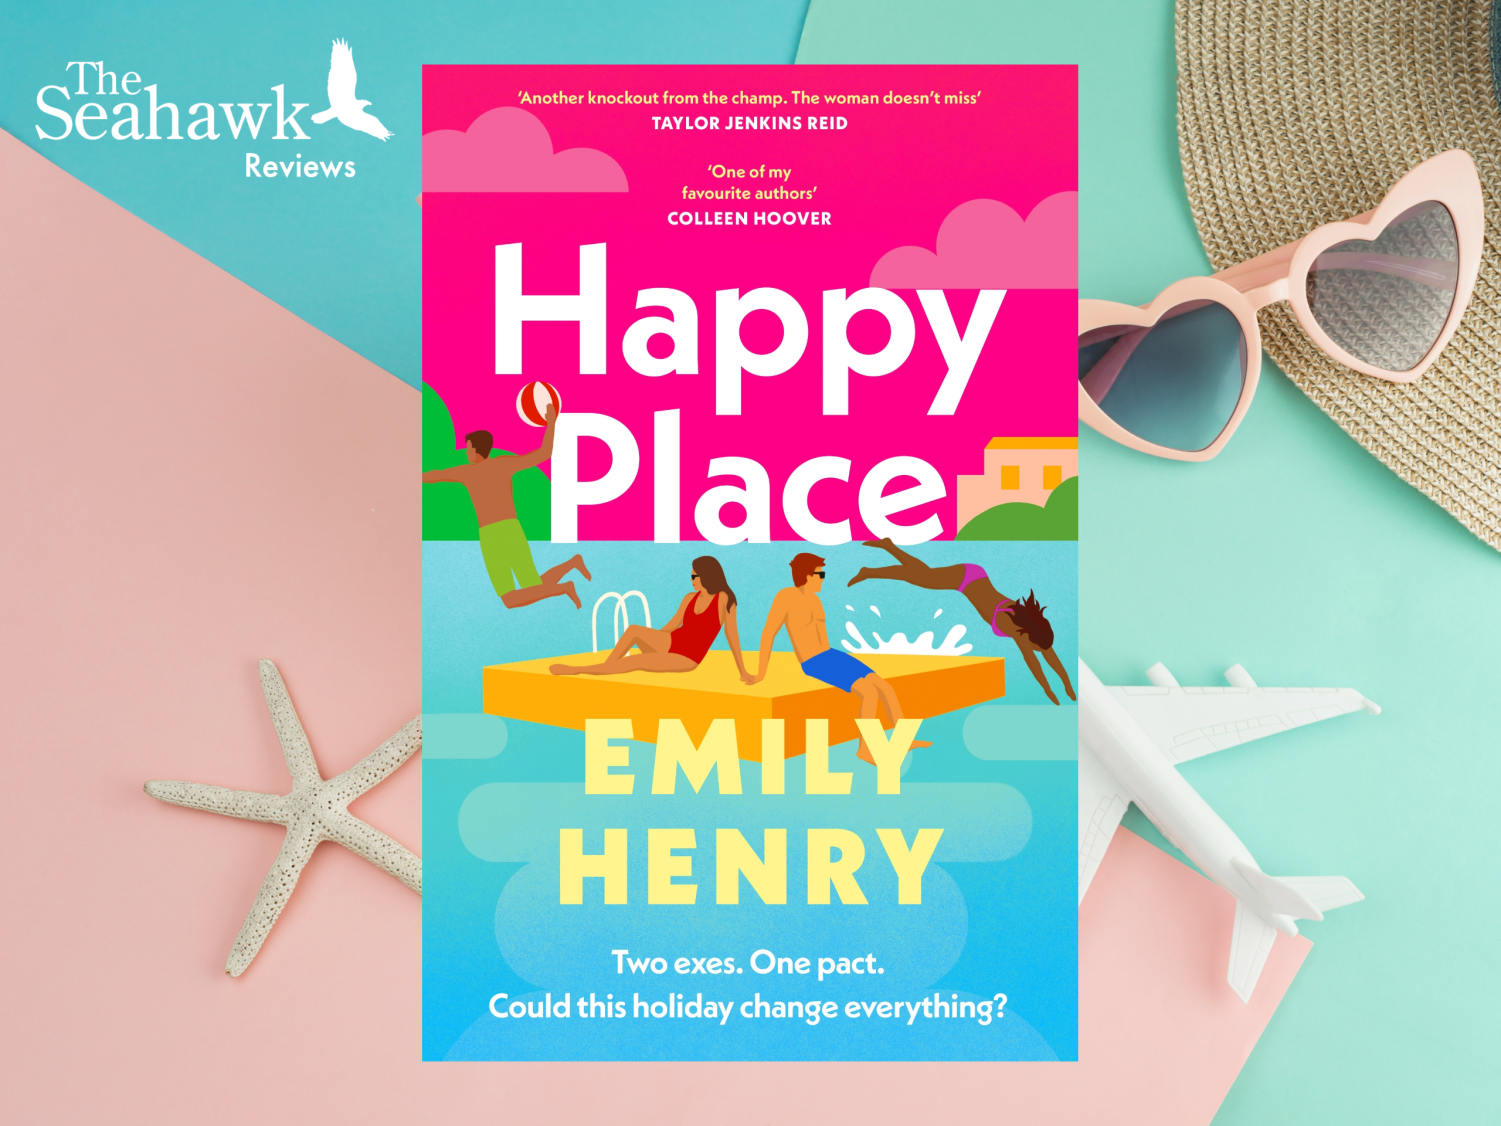 The
Seahawk
Reviews
‘Another knockout from the champ. The woman doesn’t miss’
TAYLOR JENKINS REID
‘One of my
favourite authors’
COLLEEN HOOVER
Happy
Place
EMILY
HENRY
Two exes. One pact.
Could this holiday change everything?